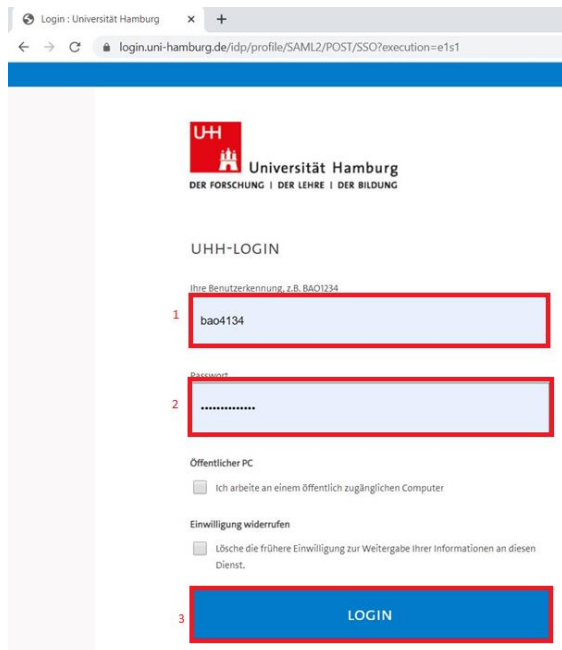 Login : Universität Hamburg
login.uni-hamburg.de/idp/profile/SAML2/POST/SSO?execution=e1s1
UHH
Universität Hamburg
DER FORSCHUNG | DER LEHRE | DER BILDUNG
UHH-LOGIN
Ihre Benutzerkennung, z.B. BAO1234
1
bao4134
Passwort
2
••••••••••••••
Öffentlicher PC
Ich arbeite an einem öffentlich zugänglichen Computer
Einwilligung widerrufen
Lösche die frühere Einwilligung zur Weitergabe Ihrer Informationen an diesen
Dienst.
3
LOGIN